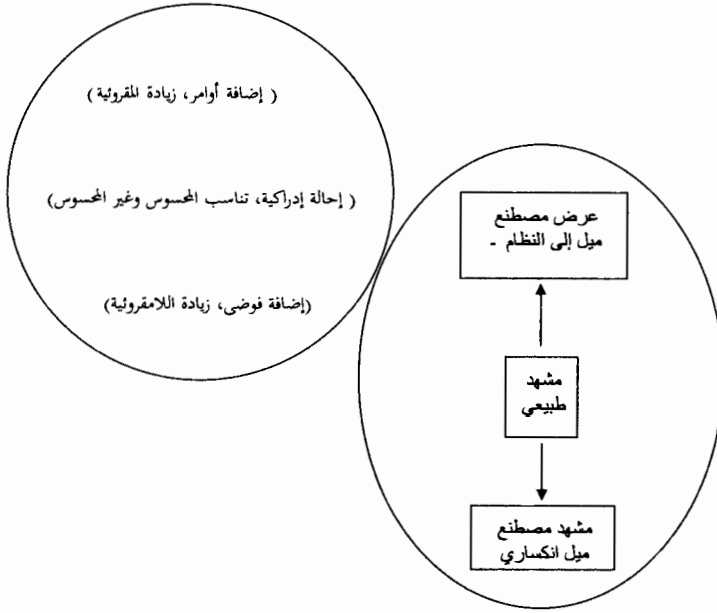 ( إضافة أوامر، زيادة المقروئية)
( إحالة إدراكية، تناسب المحسوس وغير المحسوس)
(إضافة فوضى، زيادة اللامقروئية)
عرض مصطنع
ميل إلى النظام -
مشهد
طبيعي
مشهد مصطنع
ميل انكساري